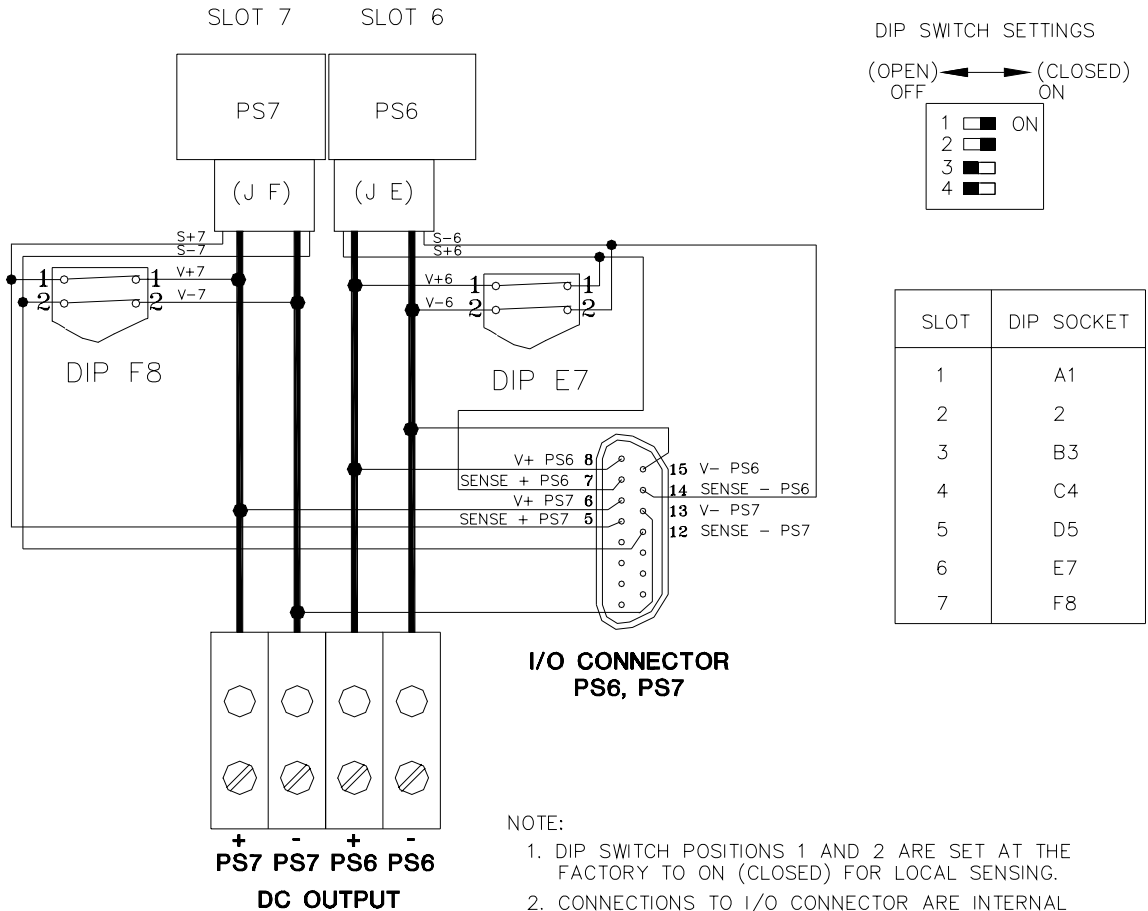 SLOT 7 SLOT 6
DIP SWITCH SETTINGS
(OPEN) (CLOSED)
OFF ON
PS7 PS6
1 ON
2
3
4
(J F) (J E)
S+7
S-7
S-6
S+6
1 1 V+7
2 2 V-7
V+6 1 1
V-6 2 2
DIP F8
DIP E7
SLOT DIP SOCKET
1 A1
2 2
3 B3
4 C4
5 D5
6 E7
7 F8
V+ PS6 8
SENSE + PS6 7
V+ PS7 6
SENSE + PS7 5
15 V- PS6
14 SENSE - PS6
13 V- PS7
12 SENSE - PS7
I/O CONNECTOR
PS6, PS7
+ - + -
PS7 PS7 PS6 PS6
DC OUTPUT
NOTE:
1. DIP SWITCH POSITIONS 1 AND 2 ARE SET AT THE
FACTORY TO ON (CLOSED) FOR LOCAL SENSING.
2. CONNECTIONS TO I/O CONNECTOR ARE INTERNAL